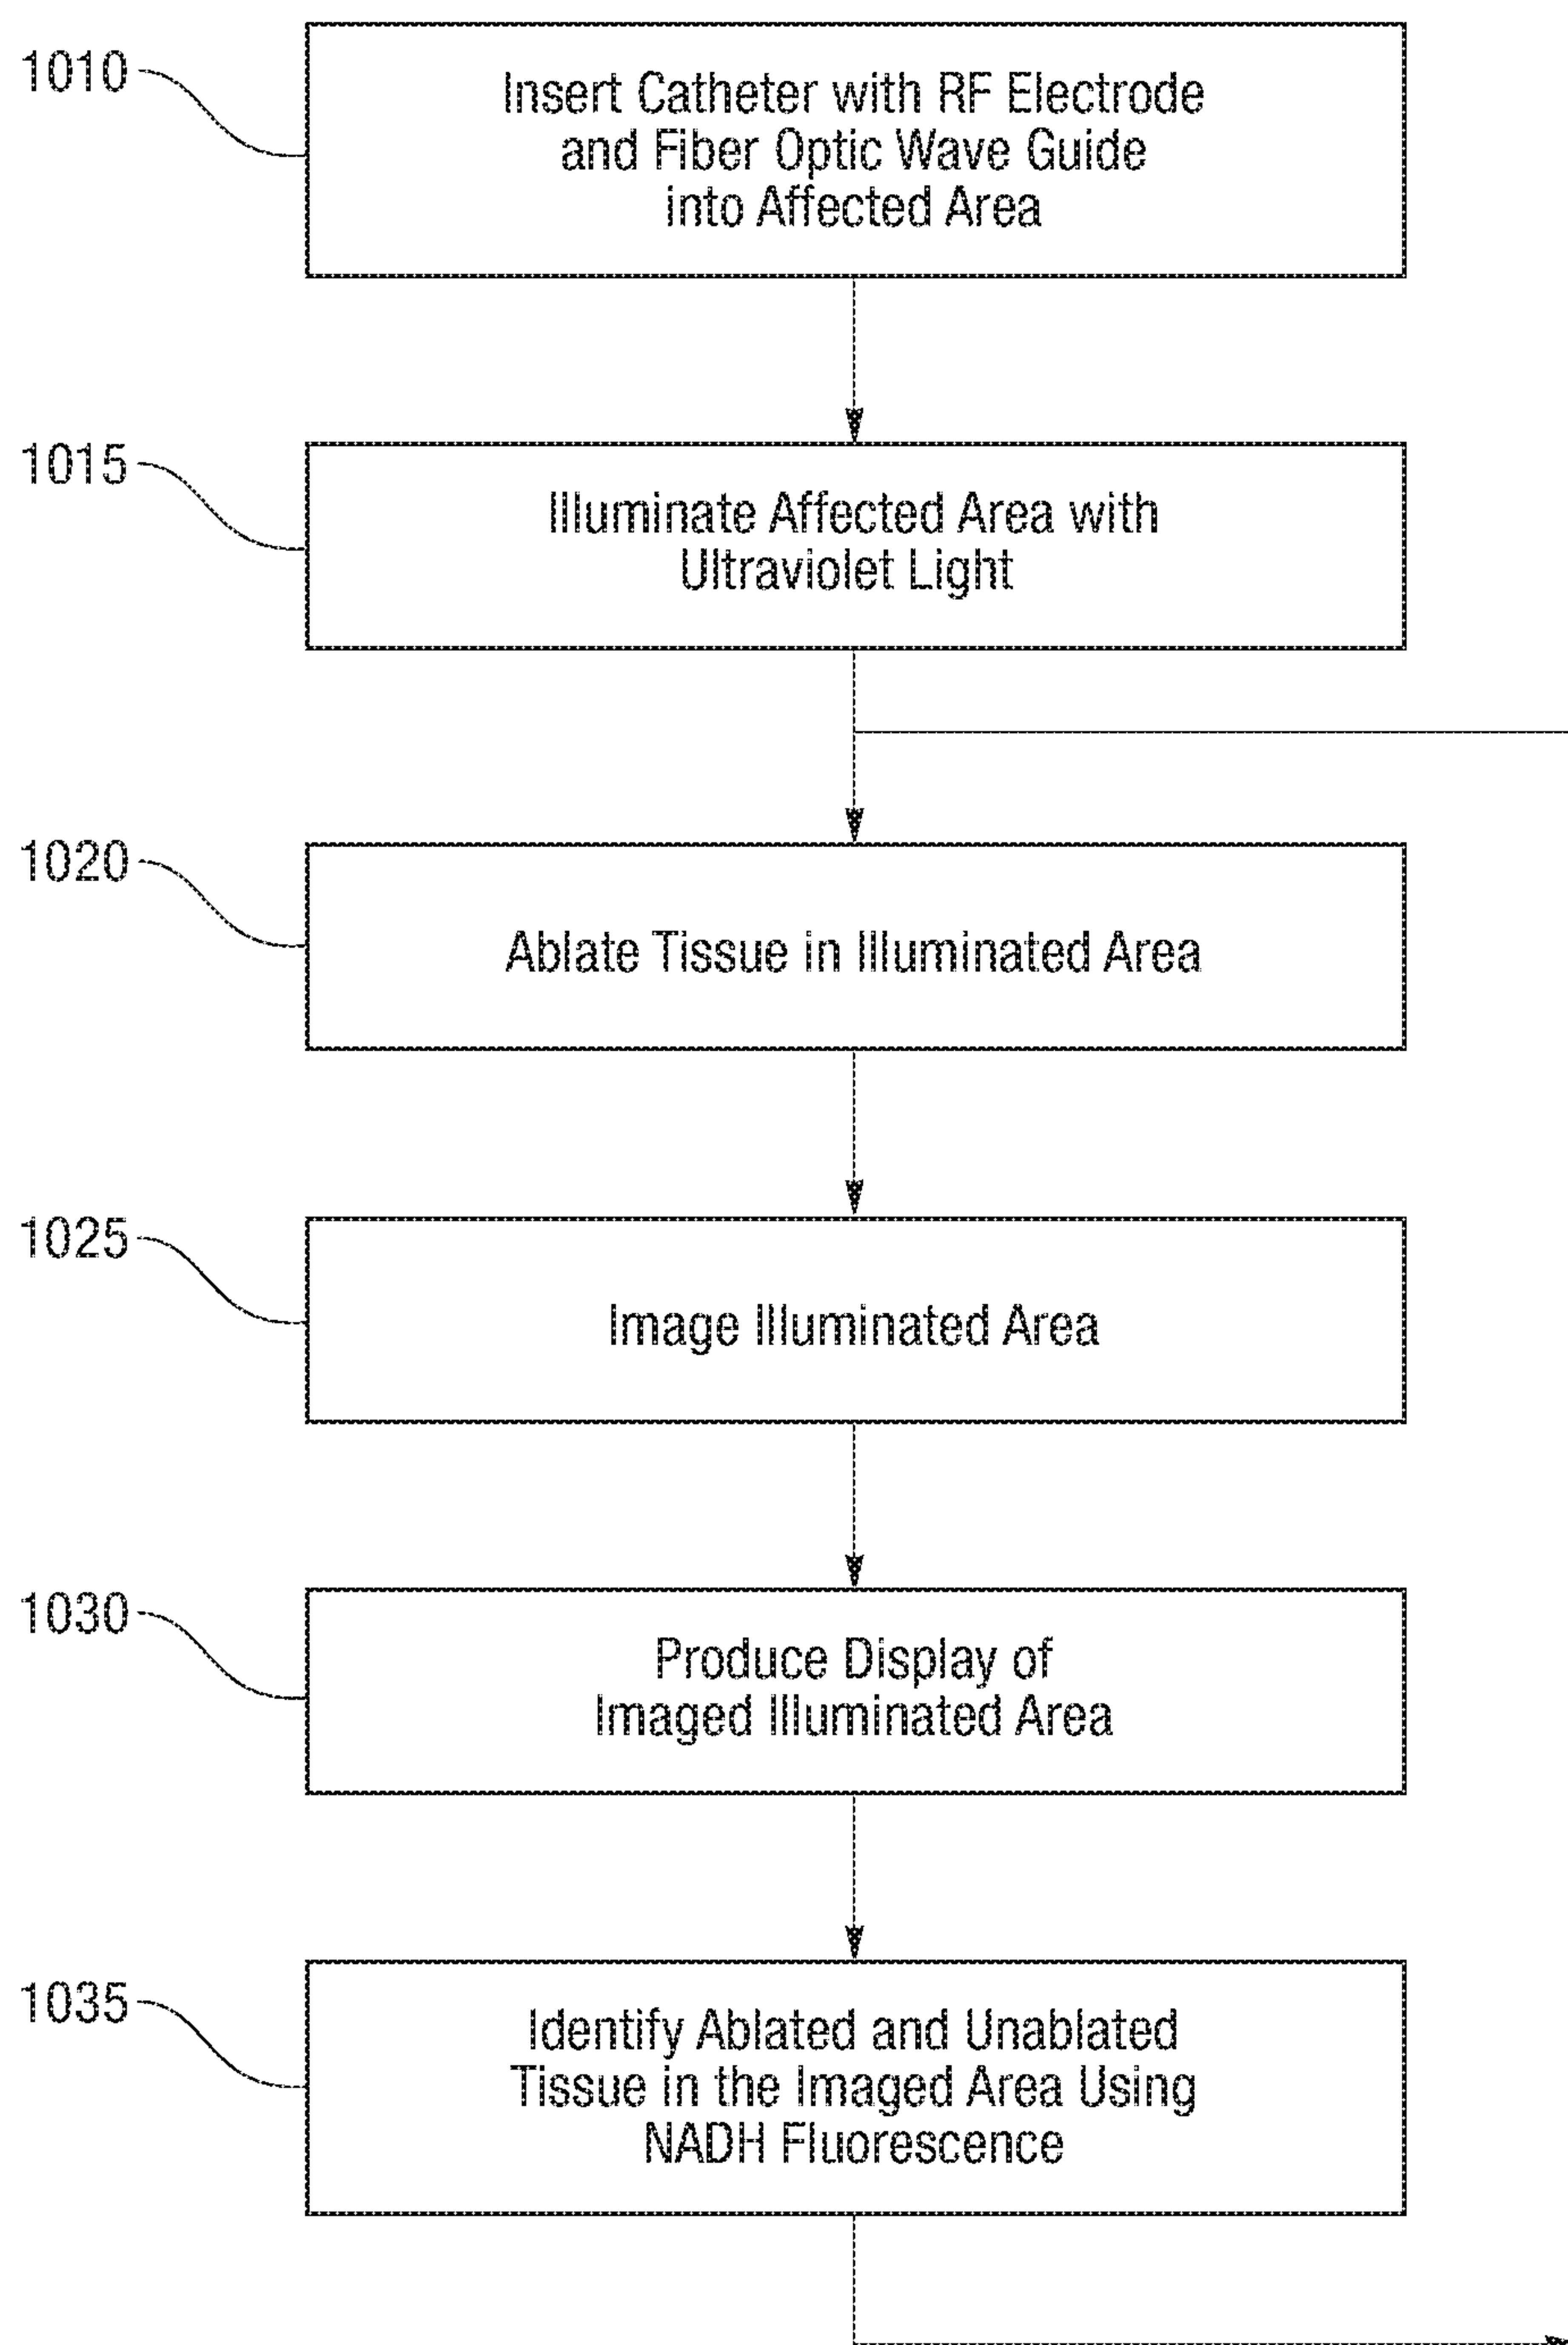 1010
Insert Catheter with RF Electrode
and Fiber Optic Wave Guide
into Affected Area
1015
Illuminate Affected Area with
Ultraviolet Light
1020
Ablate Tissue in Illuminated Area
1025
Image Illuminated Area
1030
Produce Display of
Imaged Illuminated Area
1035
Identify Ablated and Unablated
Tissue in the Imaged Area Using
NADH Fluorescence